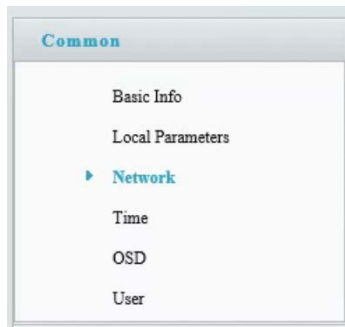 Common
Basic Info
Local Parameters
Network
Time
OSD
User